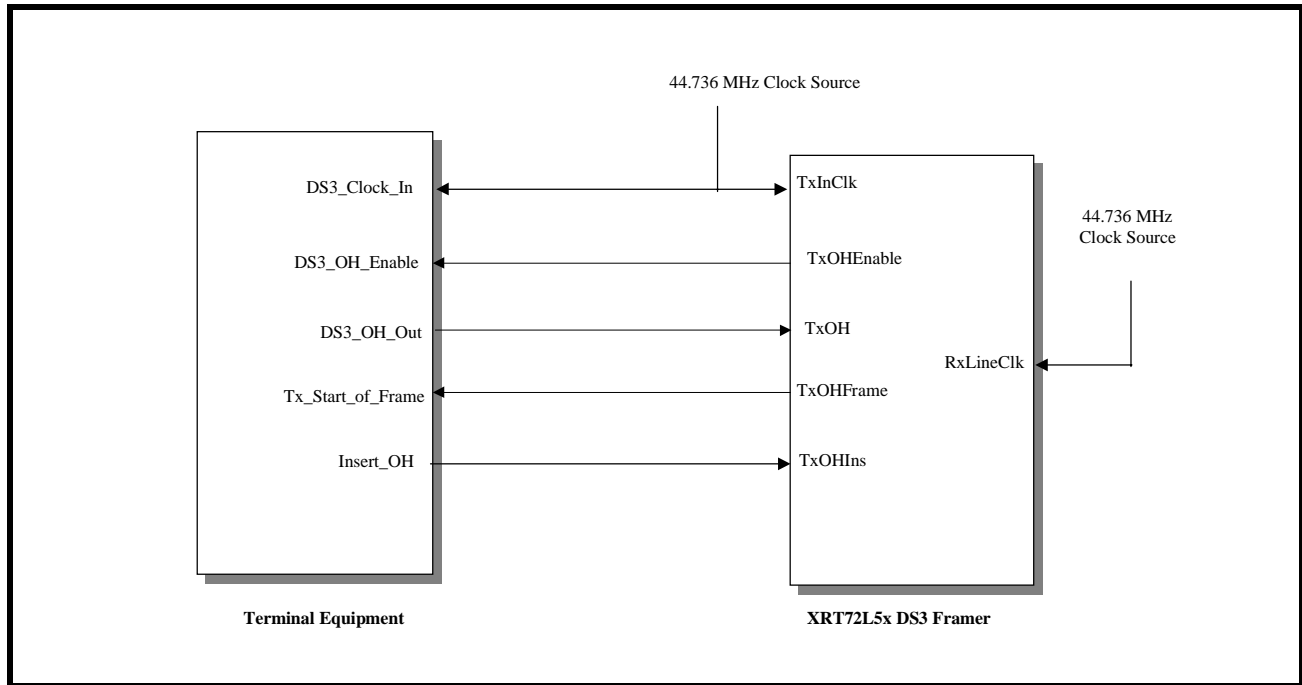 44.736 MHz Clock Source
DS3_Clock_In
DS3_OH_Enable
DS3_OH_Out
Tx_Start_of_Frame
Insert_OH
Terminal Equipment
TxInClk
TxOHEnable
TxOH
TxOHFrame
TxOHIns
RxLineClk
XRT72L5x DS3 Framer
44.736 MHz
Clock Source